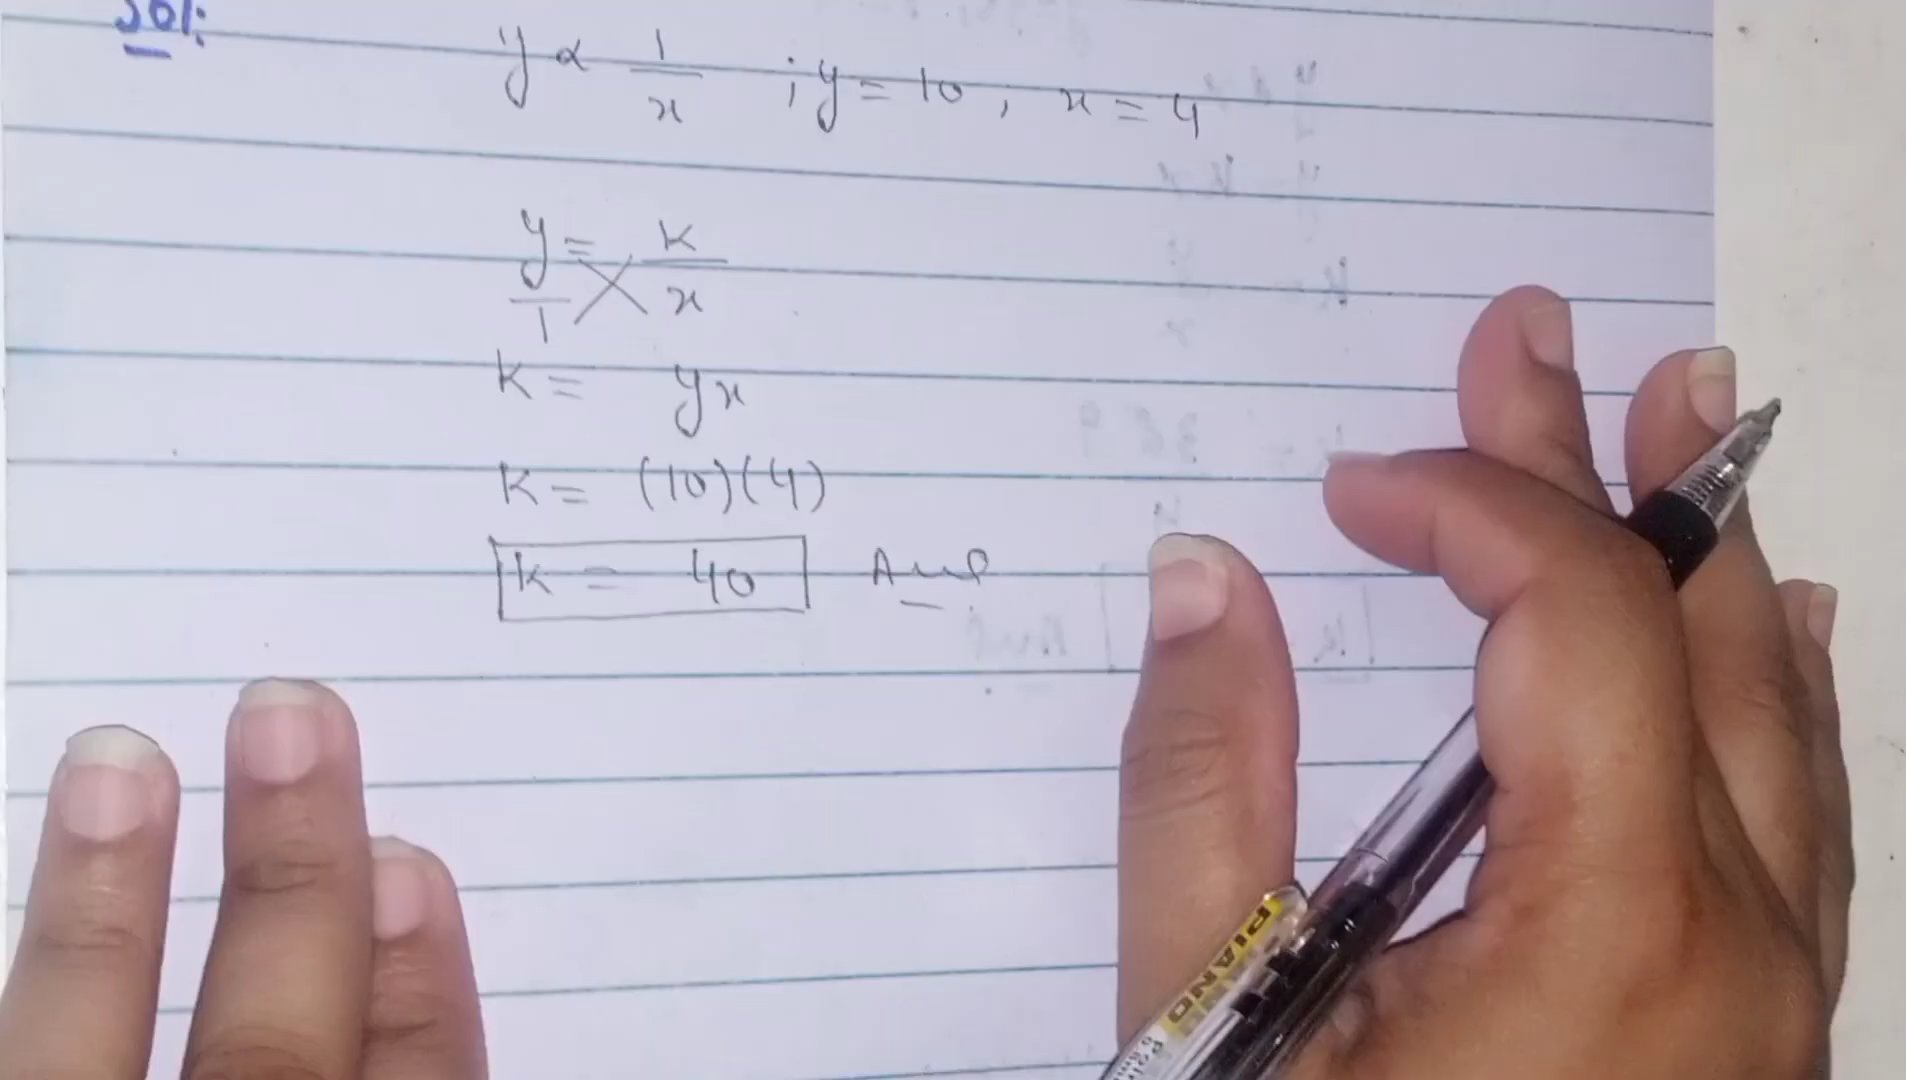 Sol:
y ∝ 1/x ; y = 10, x = 4
y/1 = k/x
k = yx
k = (10)(4)
k = 40 Ans
PIANO